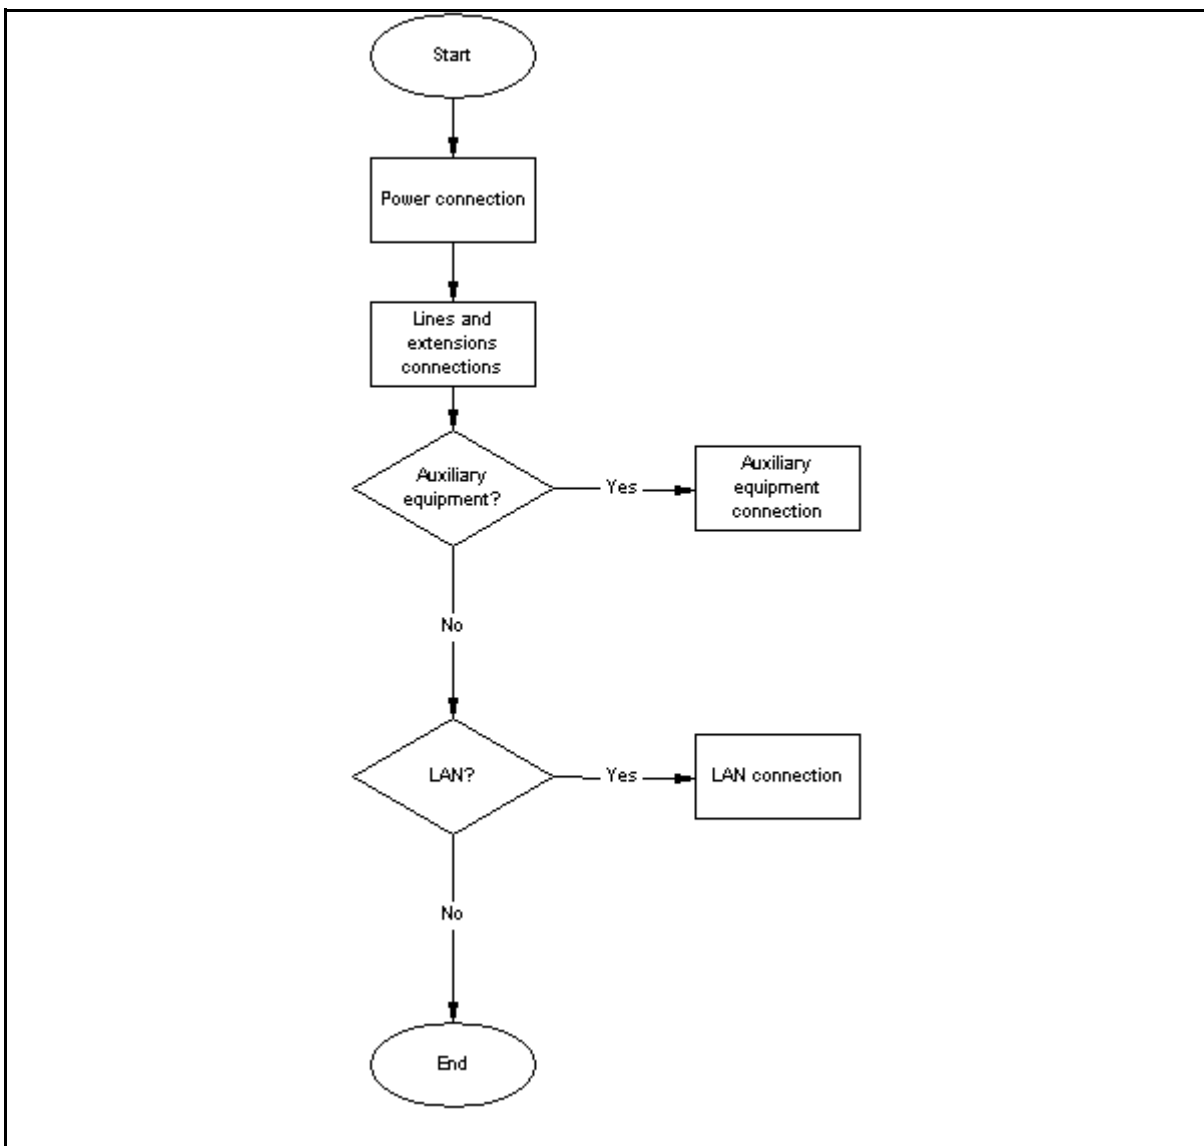 Start
Power connection
Lines and
extensions
connections
Auxiliary
equipment?
Yes
Auxiliary
equipment
connection
No
LAN?
Yes
LAN connection
No
End